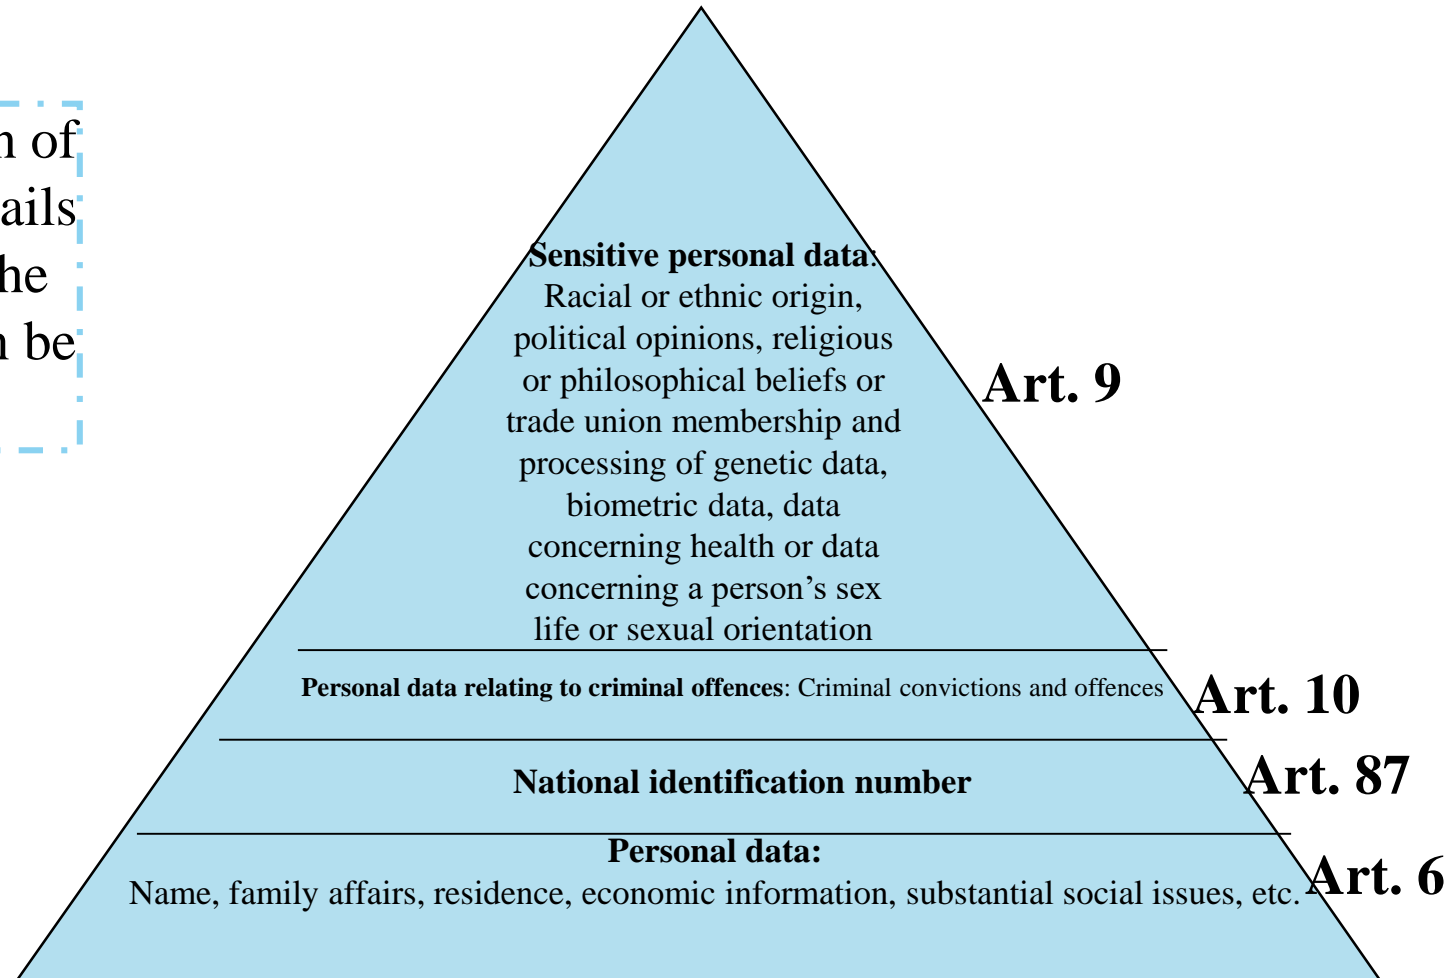 of
he
be
Sensitive personal data:
Racial or ethnic origin,
political opinions, religious
or philosophical beliefs or
trade union membership and
processing of genetic data,
biometric data, data
concerning health or data
concerning a person’s sex
life or sexual orientation
Art. 9
Personal data relating to criminal offences: Criminal convictions and offences
Art. 10
National identification number
Art. 87
Personal data:
Name, family affairs, residence, economic information, substantial social issues, etc.
Art. 6